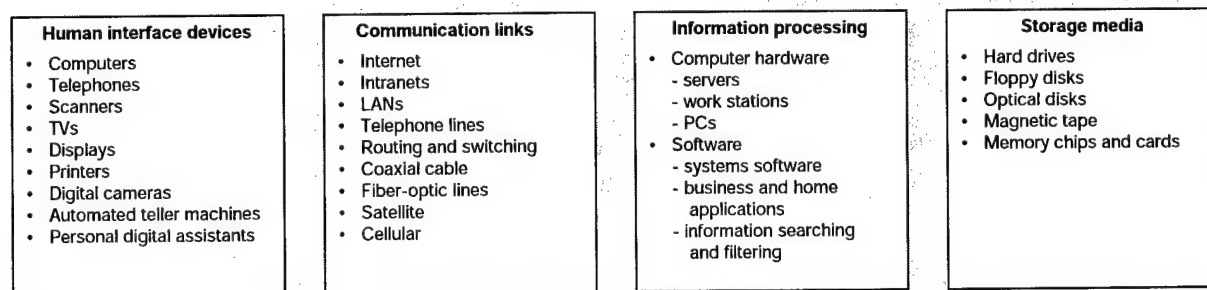 Human interface devices
• Computers
• Telephones
• Scanners
• TVs
• Displays
• Printers
• Digital cameras
• Automated teller machines
• Personal digital assistants
Communication links
• Internet
• Intranets
• LANs
• Telephone lines
• Routing and switching
• Coaxial cable
• Fiber-optic lines
• Satellite
• Cellular
Information processing
• Computer hardware
- servers
- work stations
- PCs
• Software
- systems software
- business and home
applications
- information searching
and filtering
Storage media
• Hard drives
• Floppy disks
• Optical disks
• Magnetic tape
• Memory chips and cards